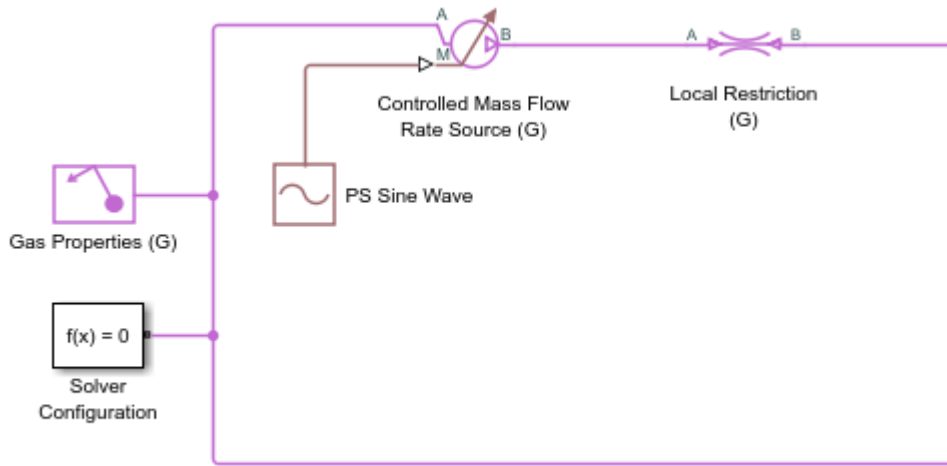 A
B
M
A
B
Controlled Mass Flow
Rate Source (G)
Local Restriction
(G)
PS Sine Wave
Gas Properties (G)
f(x) = 0
Solver
Configuration